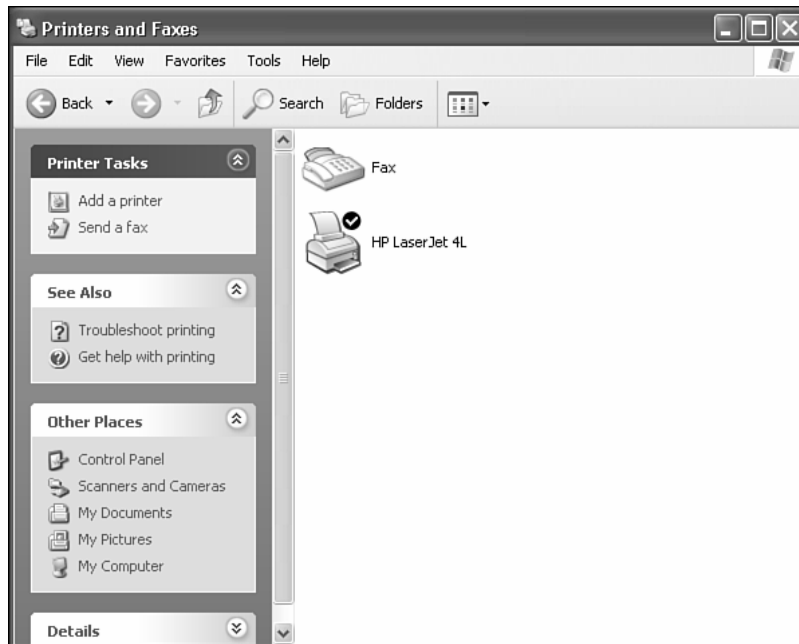 Printers and Faxes
File Edit View Favorites Tools Help
Back Search Folders
Printer Tasks
Add a printer
Send a fax
See Also
Troubleshoot printing
Get help with printing
Other Places
Control Panel
Scanners and Cameras
My Documents
My Pictures
My Computer
Details
Fax
HP LaserJet 4L